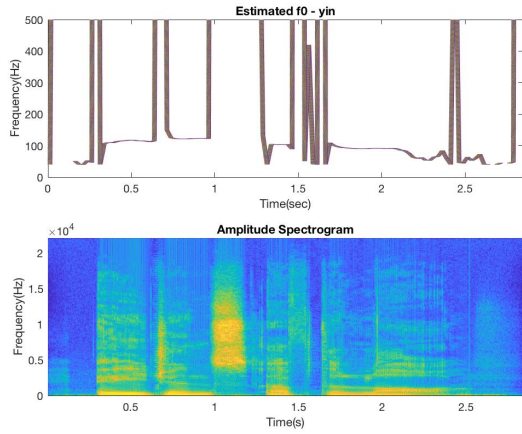 Estimated f0 - yin
500
400
300
200
100
0
Frequency(Hz)
0 0.5 1 1.5 2 2.5
Time(sec)
Amplitude Spectrogram
×10⁴
2
1.5
1
0.5
0
Frequency(Hz)
0.5 1 1.5 2 2.5
Time(s)